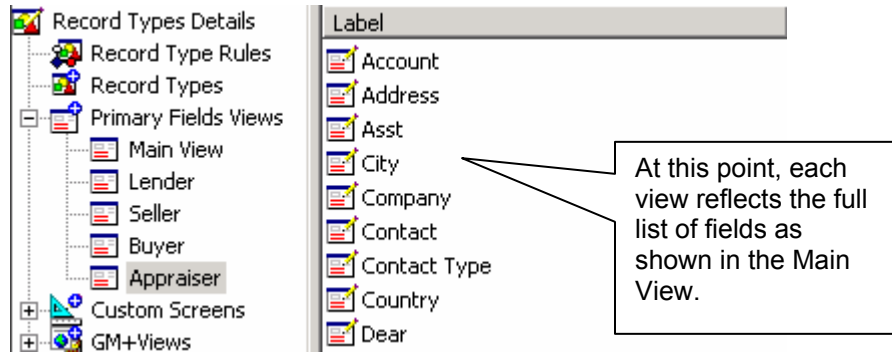 Record Types Details
Record Type Rules
Record Types
Primary Fields Views
Main View
Lender
Seller
Buyer
Appraiser
Custom Screens
GM+Views
Label
Account
Address
Asst
City
Company
Contact
Contact Type
Country
Dear
At this point, each
view reflects the full
list of fields as
shown in the Main
View.